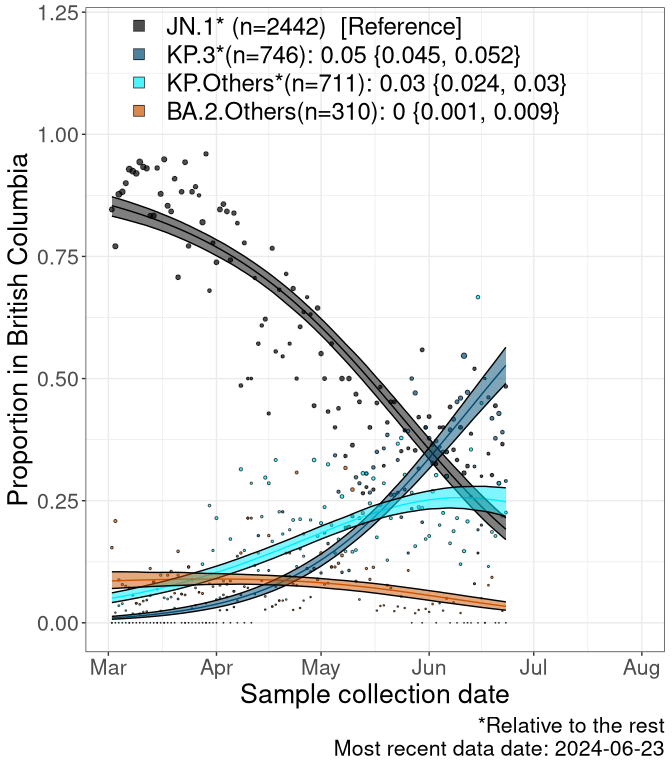 JN.1* (n=2442)  [Reference]
KP.3*(n=746): 0.05 {0.045, 0.052}
KP.Others*(n=711): 0.03 {0.024, 0.03}
BA.2.Others(n=310): 0 {0.001, 0.009}
Proportion in British Columbia
1.25
1.00
0.75
0.50
0.25
0.00
Mar Apr May Jun Jul Aug
Sample collection date
*Relative to the rest
Most recent data date: 2024-06-23